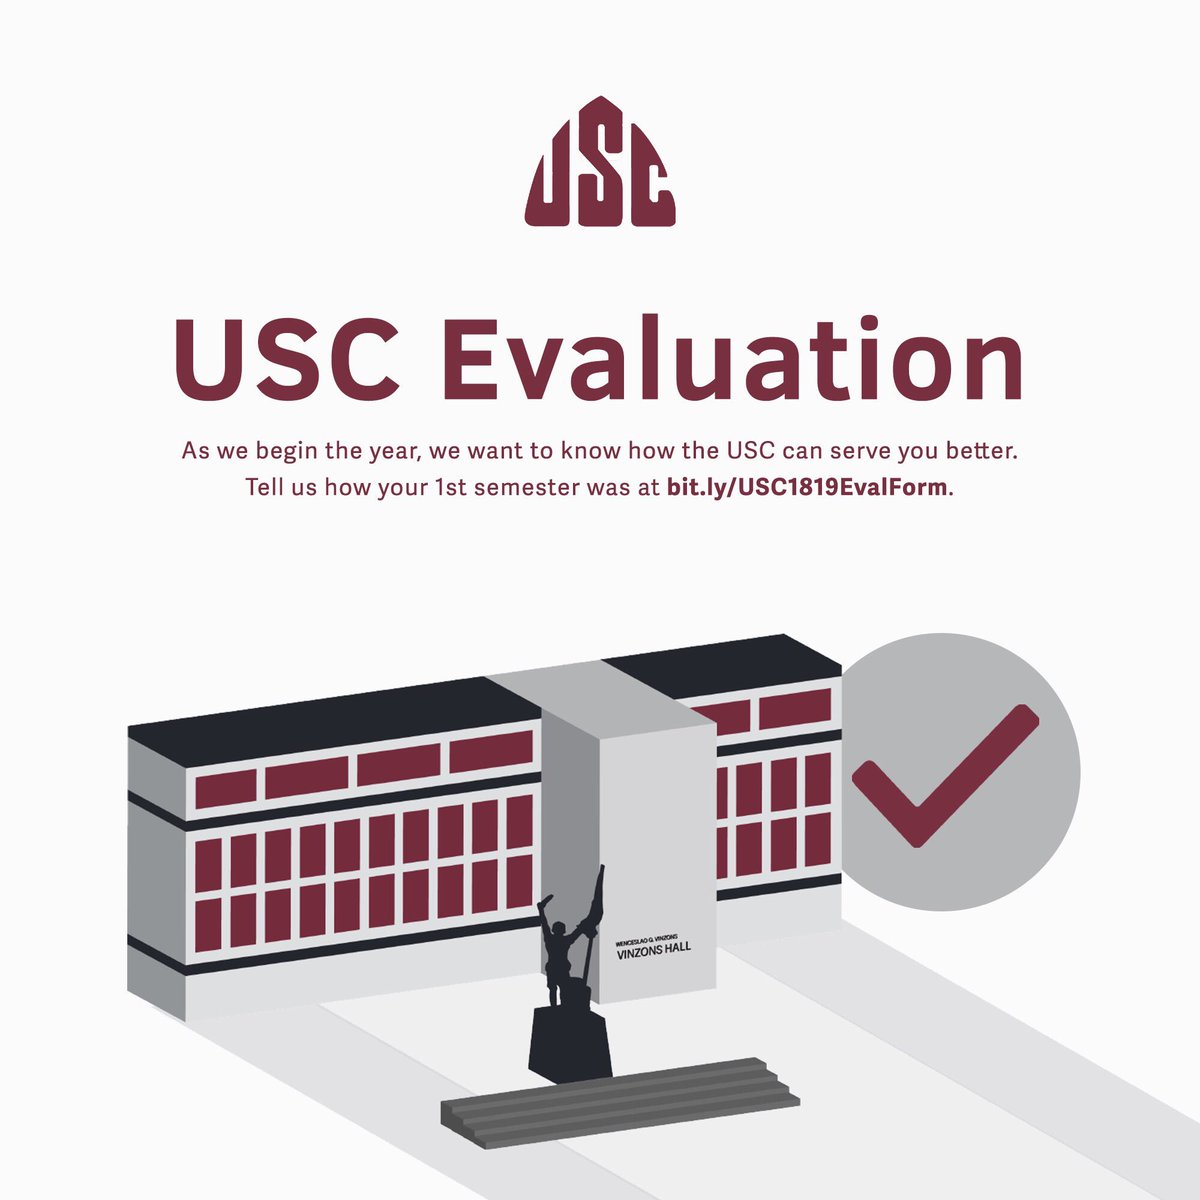 USC
USC Evaluation
As we begin the year, we want to know how the USC can serve you better.
Tell us how your 1st semester was at bit.ly/USC1819EvalForm.
WENCESLAO Q. VINZONS
VINZONS HALL